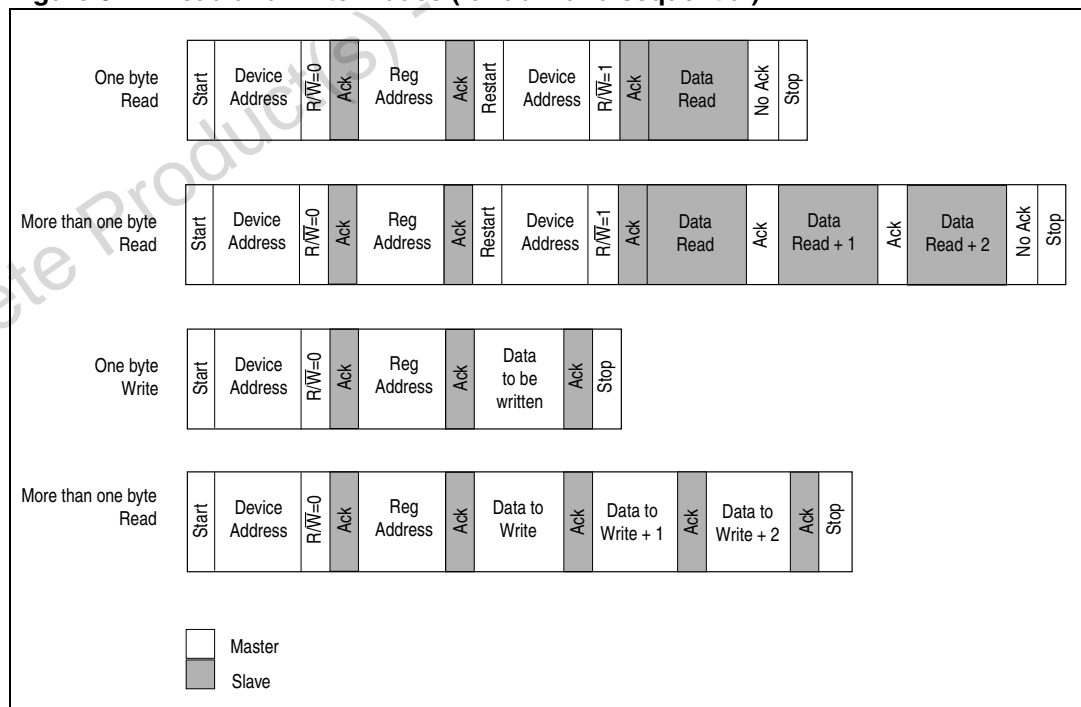 One byte
Read
Start
Device
Address
R/W=0
Ack
Reg
Address
Ack
Restart
Device
Address
R/W=1
Ack
Data
Read
No Ack
Stop
More than one byte
Read
Start
Device
Address
R/W=0
Ack
Reg
Address
Ack
Restart
Device
Address
R/W=1
Ack
Data
Read
Ack
Data
Read + 1
Ack
Data
Read + 2
No Ack
Stop
One byte
Write
Start
Device
Address
R/W=0
Ack
Reg
Address
Ack
Data
to be
written
Ack
Stop
More than one byte
Read
Start
Device
Address
R/W=0
Ack
Reg
Address
Ack
Data to
Write
Ack
Data to
Write + 1
Ack
Data to
Write + 2
Ack
Stop
Master
Slave
Product(s)